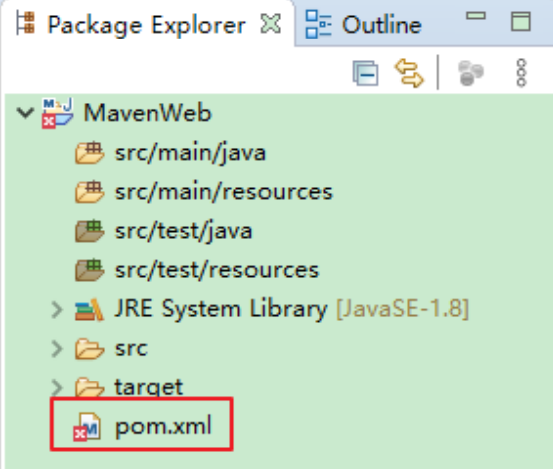 Package Explorer Outline
MavenWeb
src/main/java
src/main/resources
src/test/java
src/test/resources
JRE System Library [JavaSE-1.8]
src
target
pom.xml